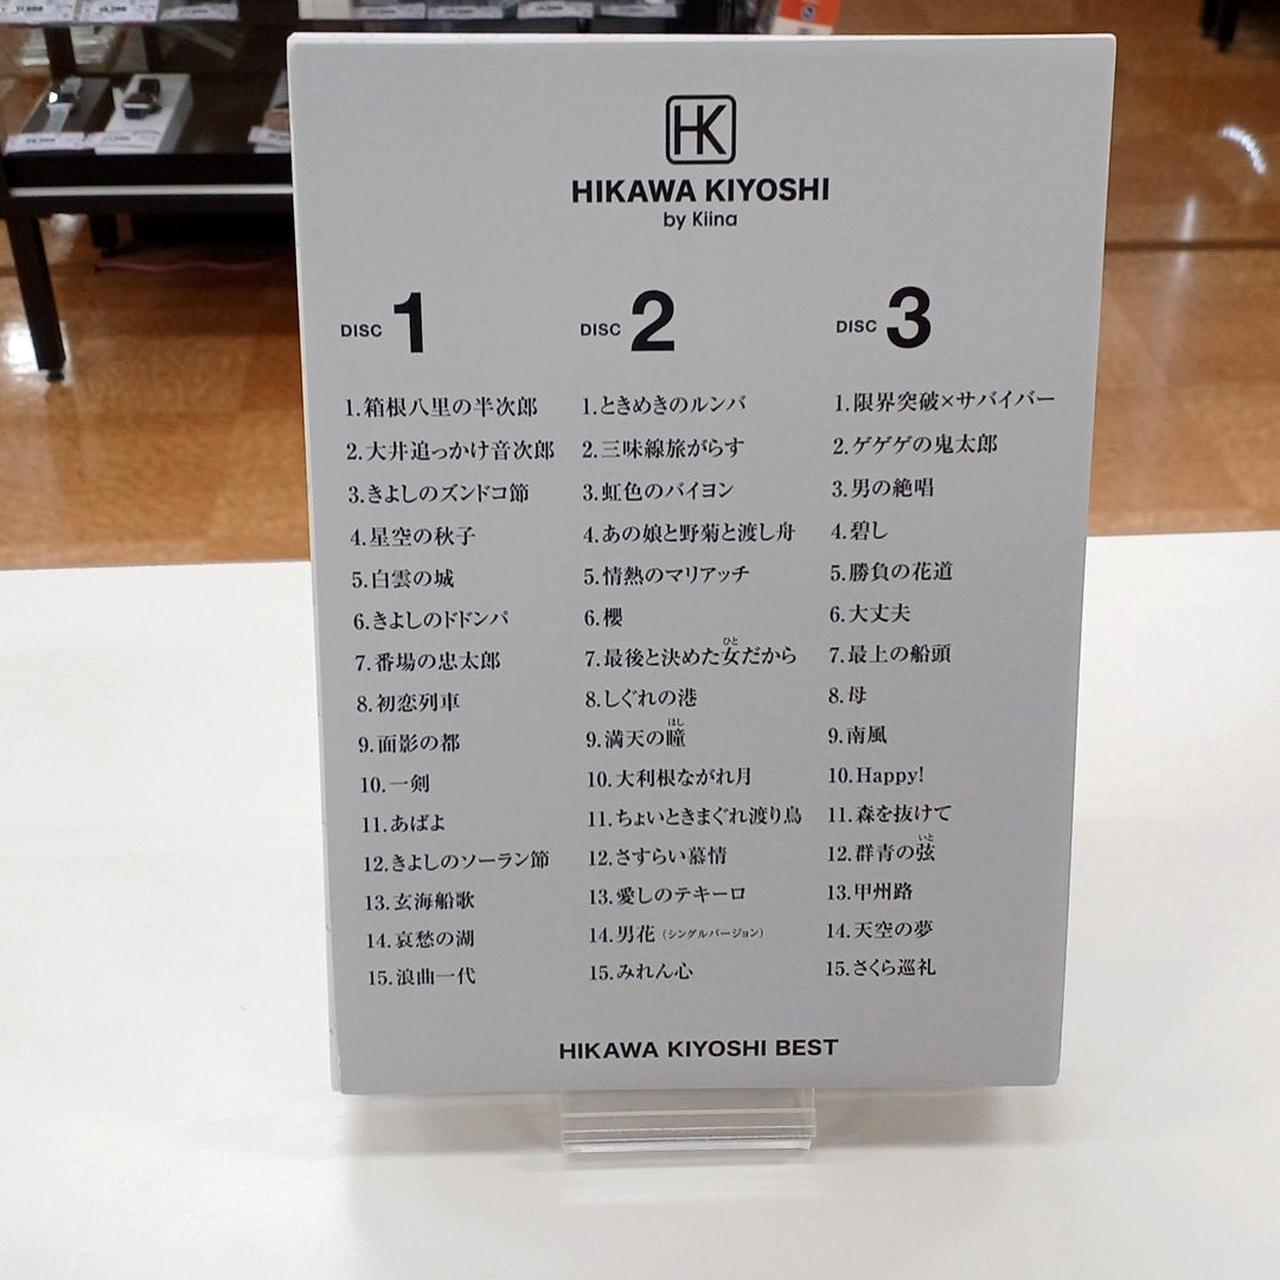 HK
HIKAWA KIYOSHI
by Kiina
DISC 1
1.箱根八里の半次郎
2.大井追っかけ音次郎
3.きよしのズンドコ節
4.星空の秋子
5.白雲の城
6.きよしのドドンパ
7.番場の忠太郎
8.初恋列車
9.面影の都
10.一剣
11.あばよ
12.きよしのソーラン節
13.玄海船歌
14.哀愁の湖
15.浪曲一代
DISC 2
1.ときめきのルンバ
2.三味線旅がらす
3.虹色のバイヨン
4.あの娘と野菊と渡し舟
5.情熱のマリアッチ
6.櫻
ひと
7.最後と決めた女だから
8.しぐれの港
ほし
9.満天の瞳
10.大利根ながれ月
11.ちょいときまぐれ渡り鳥
12.さすらい慕情
13.愛しのテキーロ
14.男花(シングルバージョン)
15.みれん心
DISC 3
1.限界突破×サバイバー
2.ゲゲゲの鬼太郎
3.男の絶唱
4.碧し
5.勝負の花道
6.大丈夫
7.最上の船頭
8.母
9.南風
10.Happy!
11.森を抜けて
いと
12.群青の弦
13.甲州路
14.天空の夢
15.さくら巡礼
HIKAWA KIYOSHI BEST